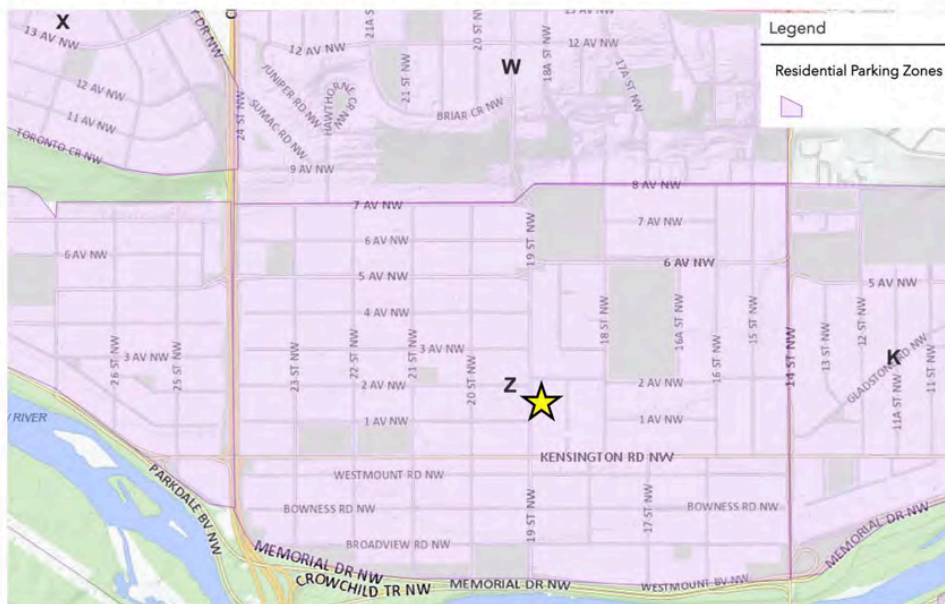 X
13 AV NW
12 AV NW
11 AV NW
TORONTO CR NW
24 ST NW
JUNIPER RD NW
SUMAC RD NW
12 AV NW
21A ST NW
20 ST NW
W
18A ST NW
12 AV NW
17A ST NW
21 ST NW
BRIAR CR NW
9 AV NW
Legend
Residential Parking Zones
8 AV NW
7 AV NW
7 AV NW
6 AV NW
6 AV NW
19 ST NW
6 AV NW
5 AV NW
5 AV NW
4 AV NW
18 ST NW
16A ST NW
15 ST NW
14 ST NW
13 ST NW
12 ST NW
K
3 AV NW
3 AV NW
26 ST NW
25 ST NW
23 ST NW
22 ST NW
21 ST NW
20 ST NW
16 ST NW
GLADSTONE RD NW
11A ST NW
11 ST NW
2 AV NW
Z
2 AV NW
1 AV NW
1 AV NW
RIVER
KENSINGTON RD NW
WESTMOUNT RD NW
PARKDALE BV NW
BOWNESS RD NW
19 ST NW
17 ST NW
BOWNESS RD NW
BROADVIEW RD NW
MEMORIAL DR NW
MEMORIAL DR NW
CROWCHILD TR NW
MEMORIAL DR NW
WESTMOUNT BV NW